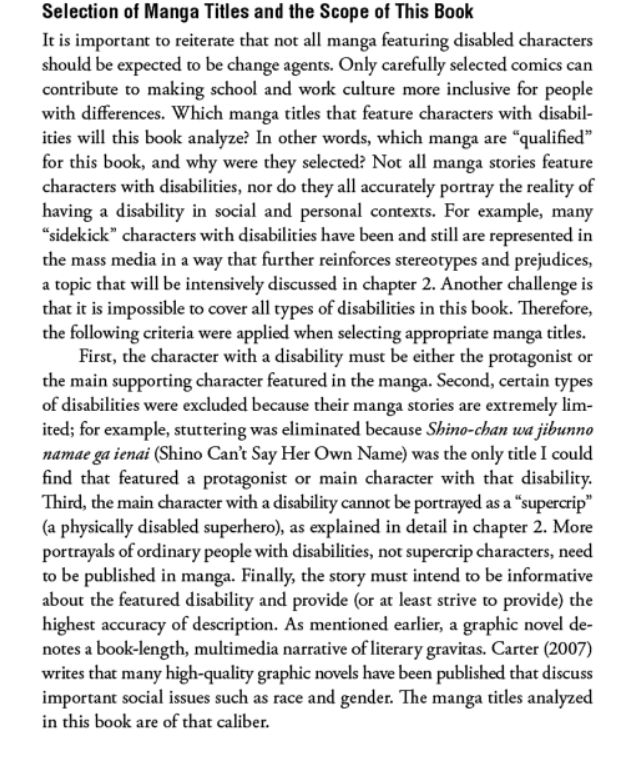 Selection of Manga Titles and the Scope of This Book
It is important to reiterate that not all manga featuring disabled characters
should be expected to be change agents. Only carefully selected comics can
contribute to making school and work culture more inclusive for people
with differences. Which manga titles that feature characters with disabil-
ities will this book analyze? In other words, which manga are “qualified”
for this book, and why were they selected? Not all manga stories feature
characters with disabilities, nor do they all accurately portray the reality of
having a disability in social and personal contexts. For example, many
“sidekick” characters with disabilities have been and still are represented in
the mass media in a way that further reinforces stereotypes and prejudices,
a topic that will be intensively discussed in chapter 2. Another challenge is
that it is impossible to cover all types of disabilities in this book. Therefore,
the following criteria were applied when selecting appropriate manga titles.
First, the character with a disability must be either the protagonist or
the main supporting character featured in the manga. Second, certain types
of disabilities were excluded because their manga stories are extremely lim-
ited; for example, stuttering was eliminated because Shino-chan wa jibunno
namae ga ienai (Shino Can’t Say Her Own Name) was the only title I could
find that featured a protagonist or main character with that disability.
Third, the main character with a disability cannot be portrayed as a “supercrip”
(a physically disabled superhero), as explained in detail in chapter 2. More
portrayals of ordinary people with disabilities, not supercrip characters, need
to be published in manga. Finally, the story must intend to be informative
about the featured disability and provide (or at least strive to provide) the
highest accuracy of description. As mentioned earlier, a graphic novel de-
notes a book-length, multimedia narrative of literary gravitas. Carter (2007)
writes that many high-quality graphic novels have been published that discuss
important social issues such as race and gender. The manga titles analyzed
in this book are of that caliber.